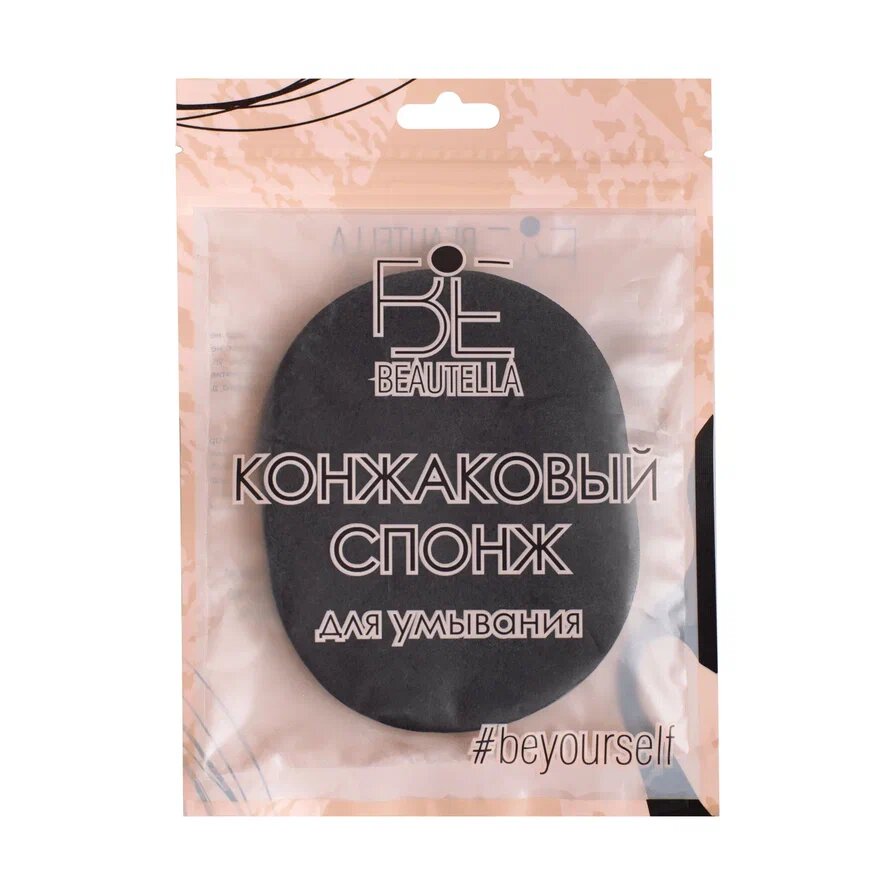 BE
BEAUTELLA
КОНЖАКОВЫЙ
СПОНЖ
для умывания
#beyourself